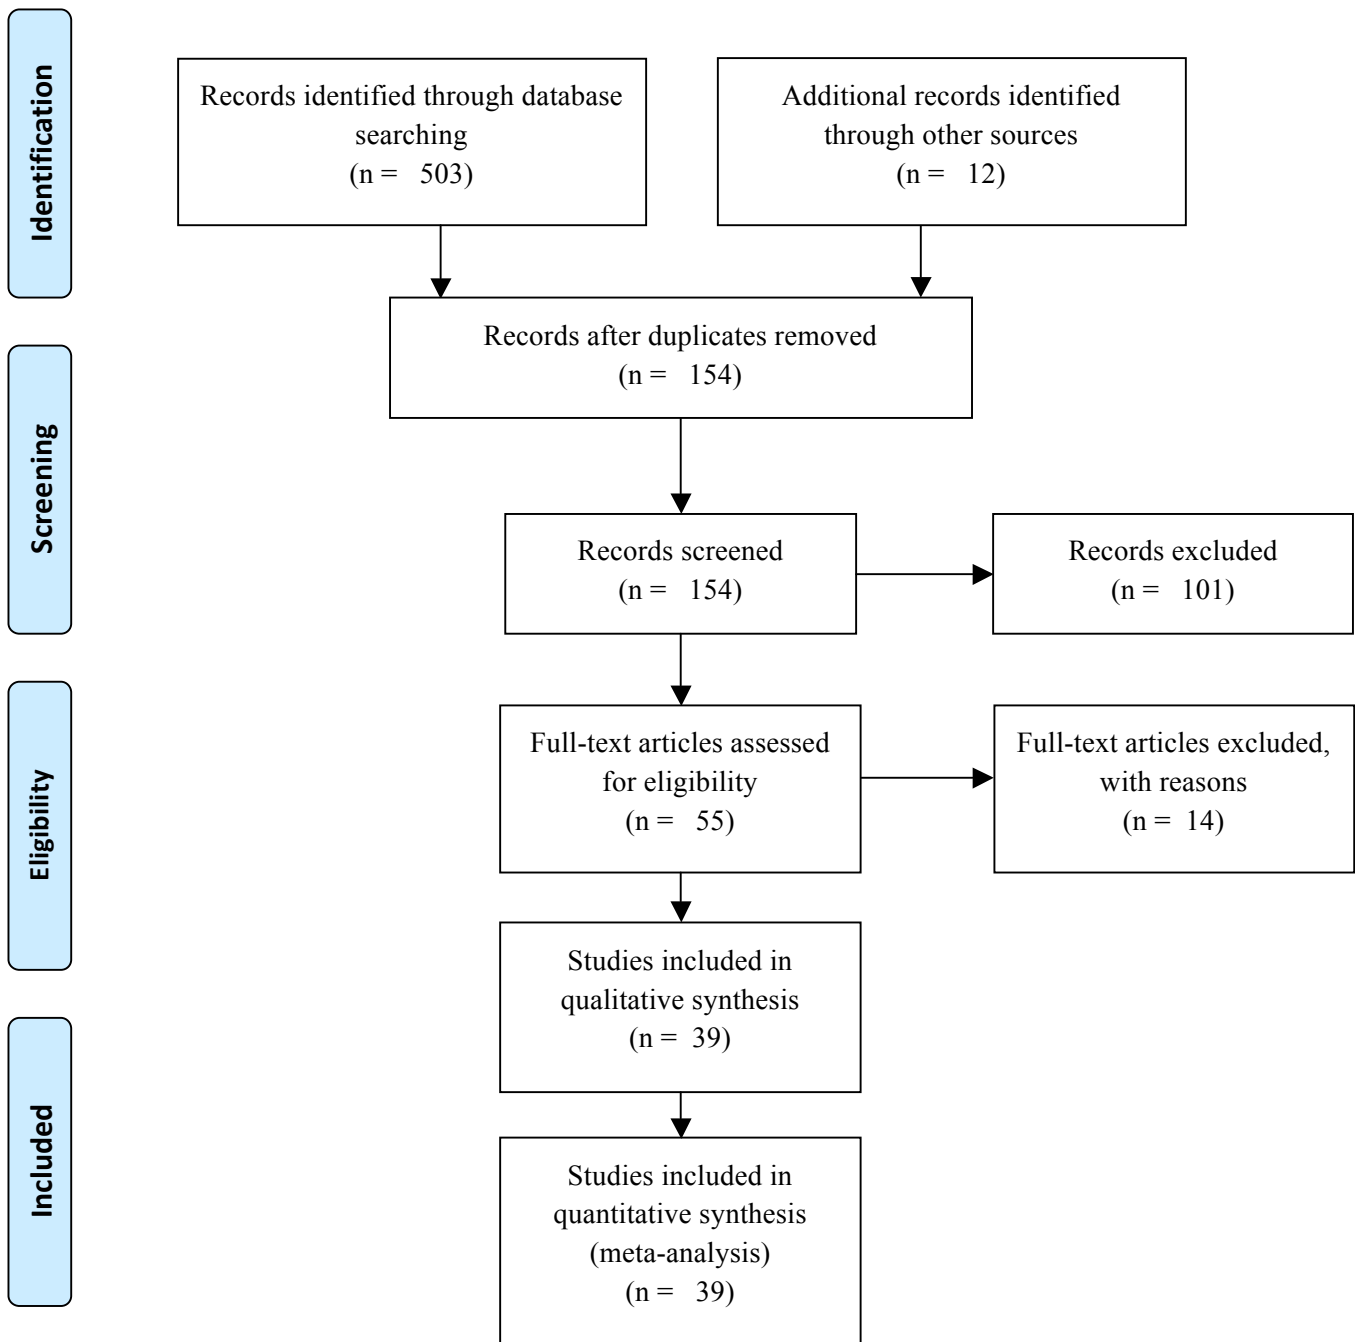 Identification
Records identified through database
searching
(n = 503)
Additional records identified
through other sources
(n = 12)
Records after duplicates removed
(n = 154)
Screening
Records screened
(n = 154)
Records excluded
(n = 101)
Eligibility
Full-text articles assessed
for eligibility
(n = 55)
Full-text articles excluded,
with reasons
(n = 14)
Studies included in
qualitative synthesis
(n = 39)
Included
Studies included in
quantitative synthesis
(meta-analysis)
(n = 39)